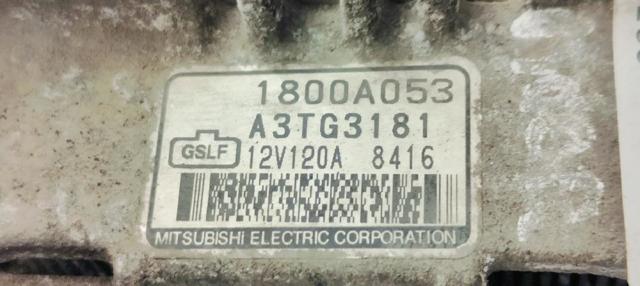 1800A053
A3TG3181
GSLF
12V120A 8416
MITSUBISHI ELECTRIC CORPORATION